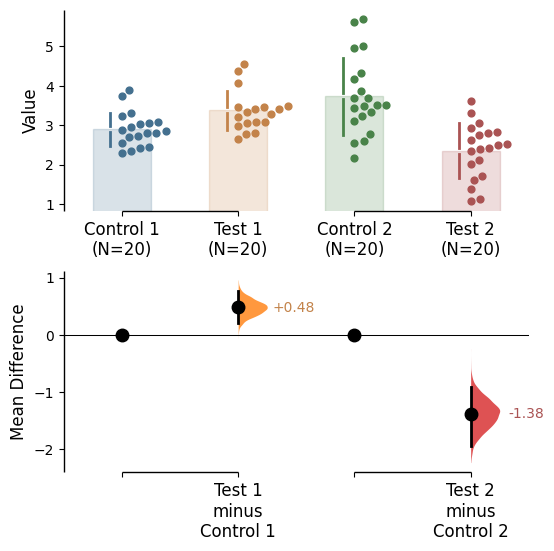 5
4
3
2
1
Value
Control 1
(N=20)
Test 1
(N=20)
Control 2
(N=20)
Test 2
(N=20)
1
0
−1
−2
Mean Difference
+0.48
-1.38
Test 1
minus
Control 1
Test 2
minus
Control 2